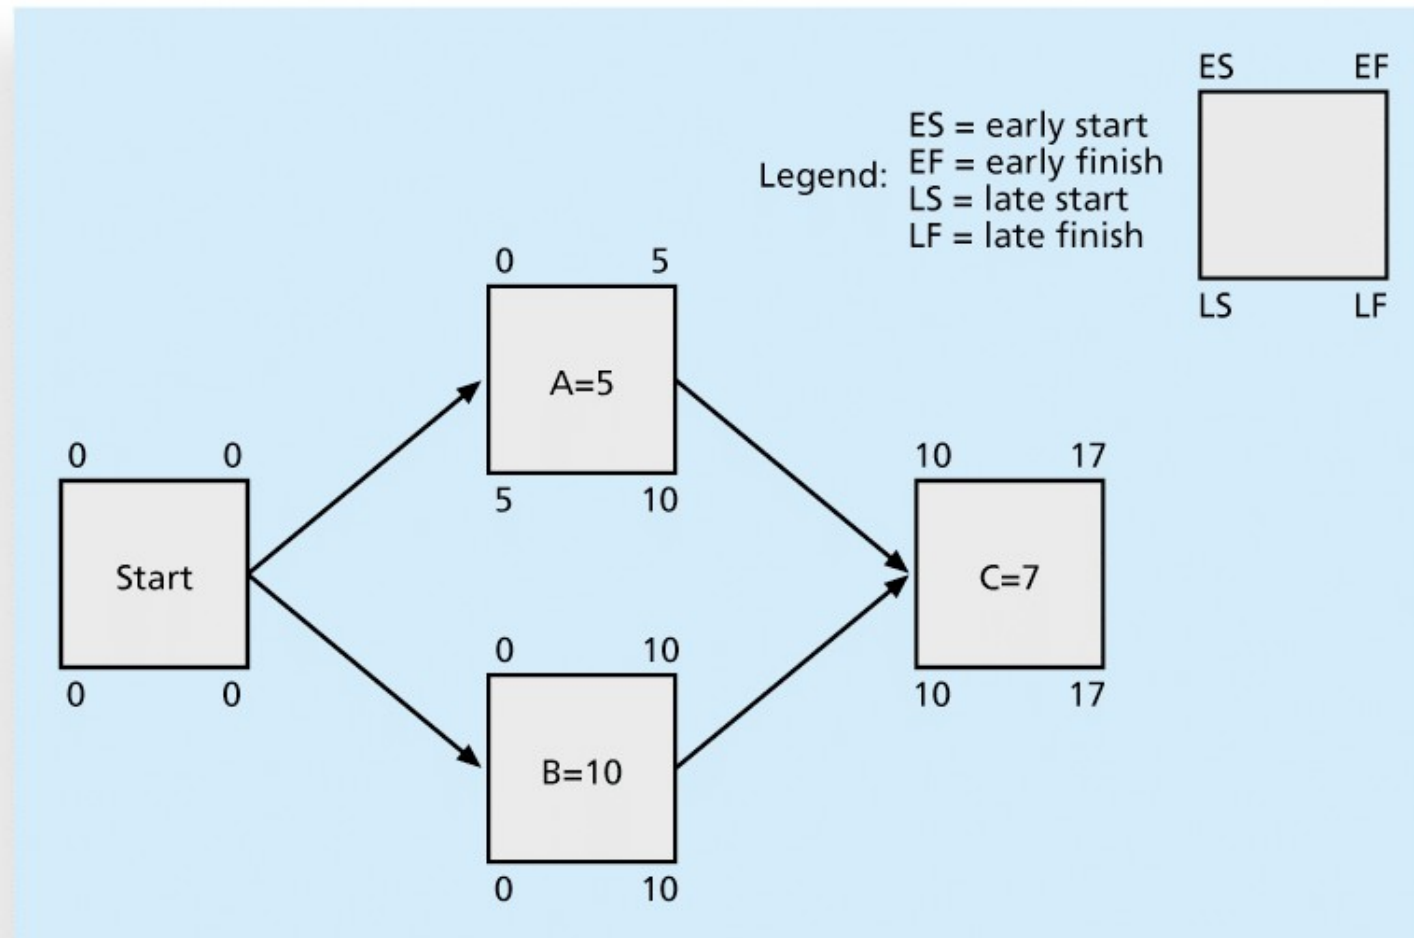 ES EF
ES = early start
EF = early finish
Legend:
LS = late start
LF = late finish
LS LF
0 5
A=5
5 10
0 0
Start
0 0
10 17
C=7
10 17
0 10
B=10
0 10